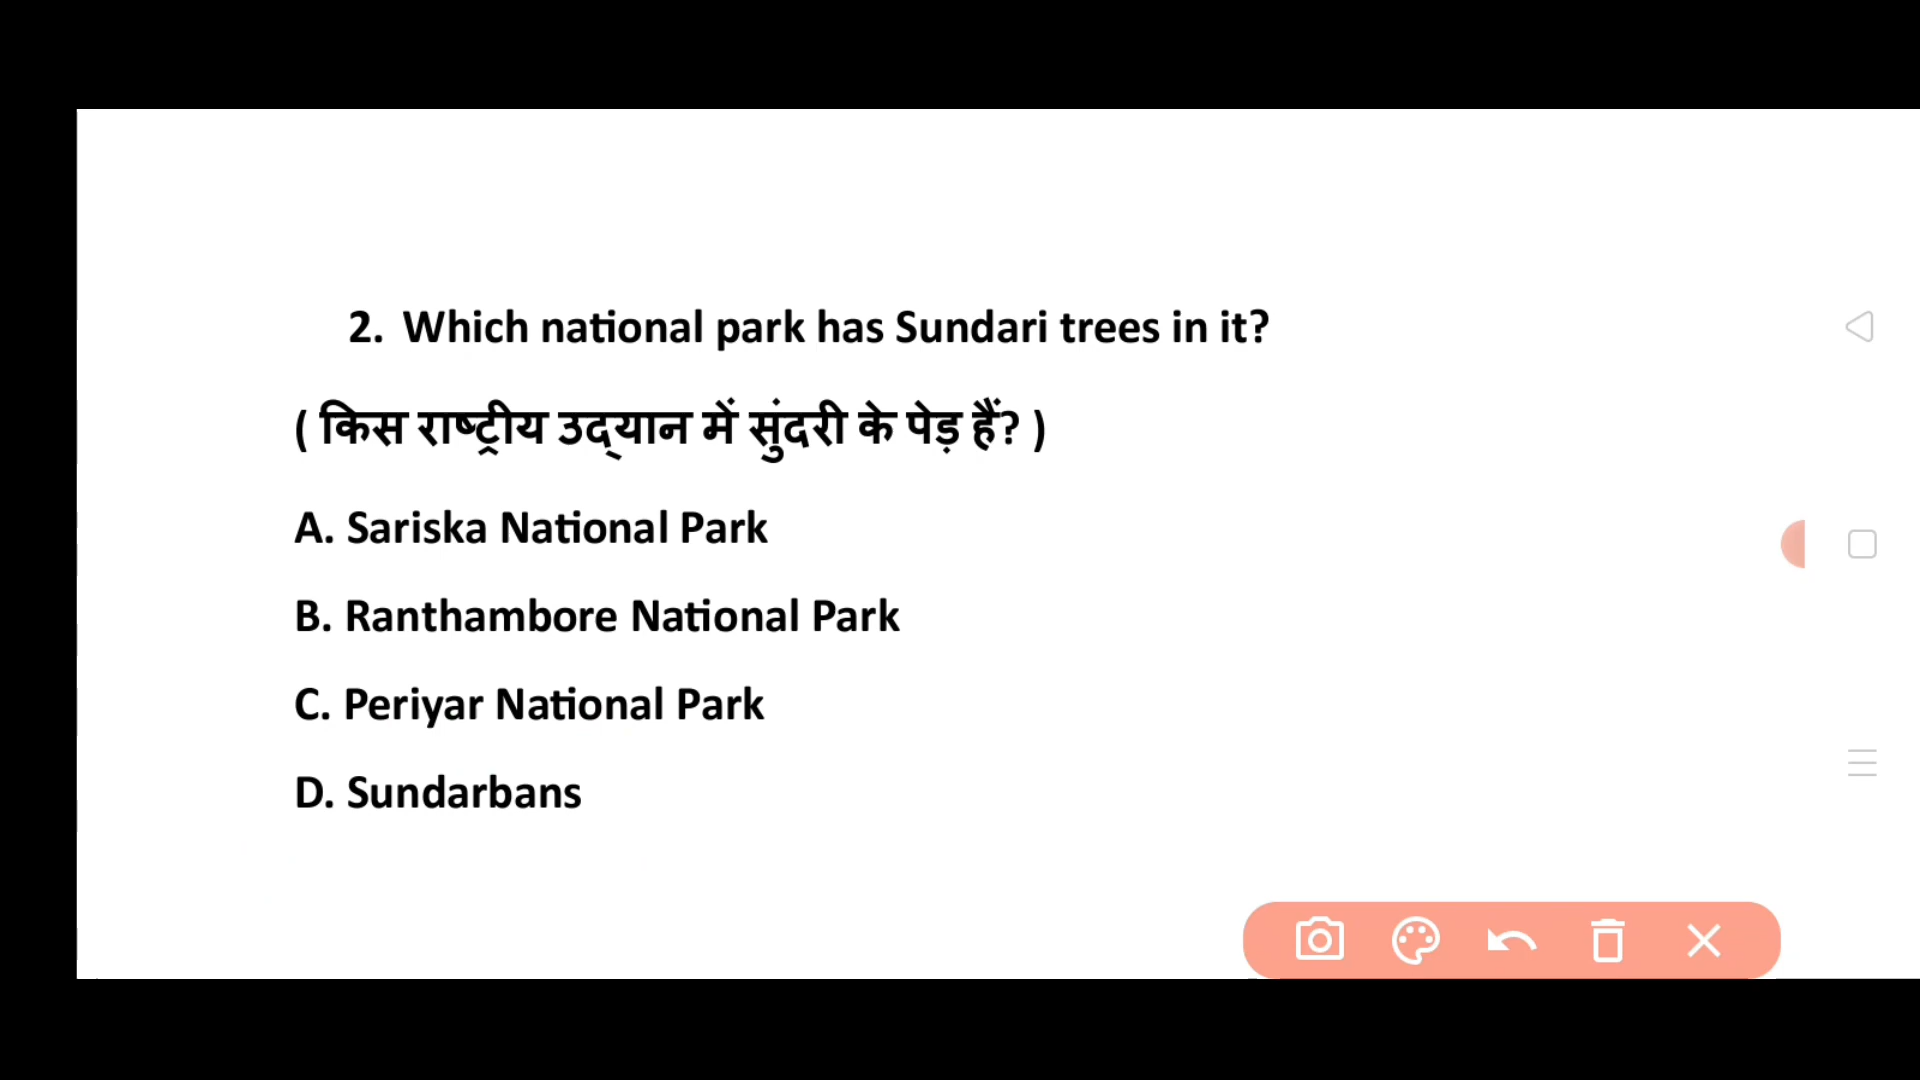 2. Which national park has Sundari trees in it?
( किस राष्ट्रीय उद्यान में सुंदरी के पेड़ हैं? )
A. Sariska National Park
B. Ranthambore National Park
C. Periyar National Park
D. Sundarbans